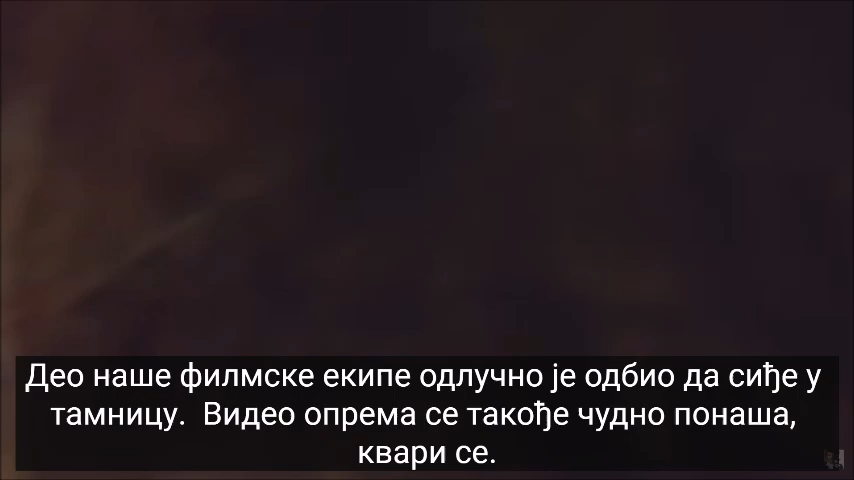 Део наше филмске екипе одлучно је одбио да сиђе у
тамницу.  Видео опрема се такође чудно понаша,
квари се.